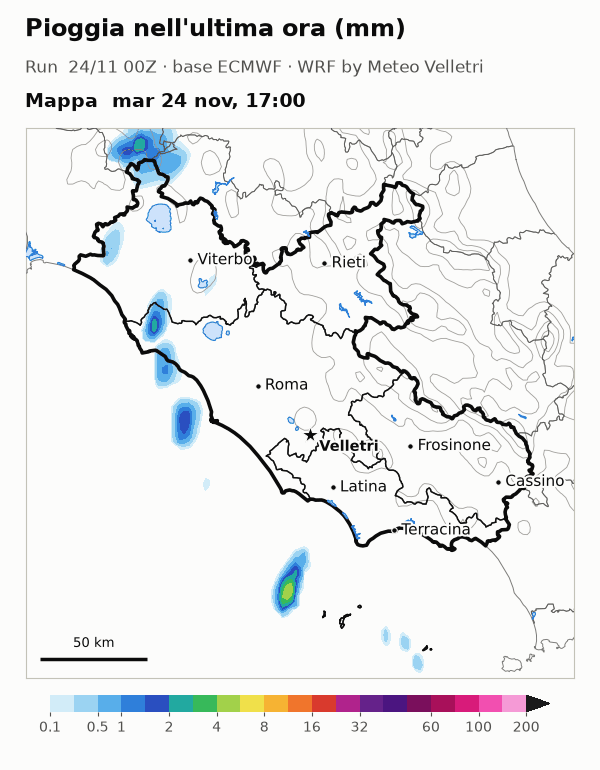 Pioggia nell'ultima ora (mm)
Run 24/11 00Z · base ECMWF · WRF by Meteo Velletri
Mappa mar 24 nov, 17:00
Viterbo
Rieti
Roma
Velletri
Frosinone
Latina
Cassino
Terracina
50 km
0.1 0.5 1 2 4 8 16 32 60 100 200